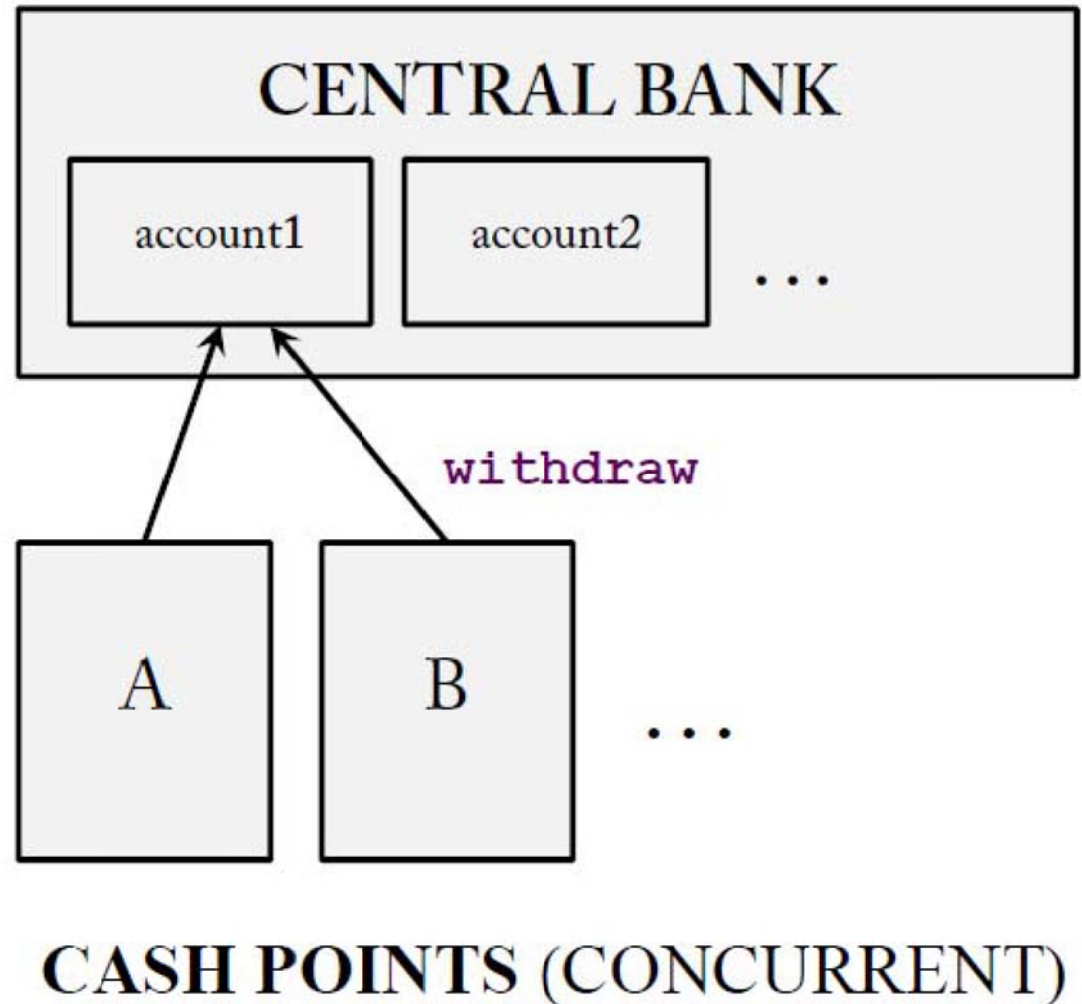 CENTRAL BANK
account1 account2 ...
withdraw
A B ...
CASH POINTS (CONCURRENT)